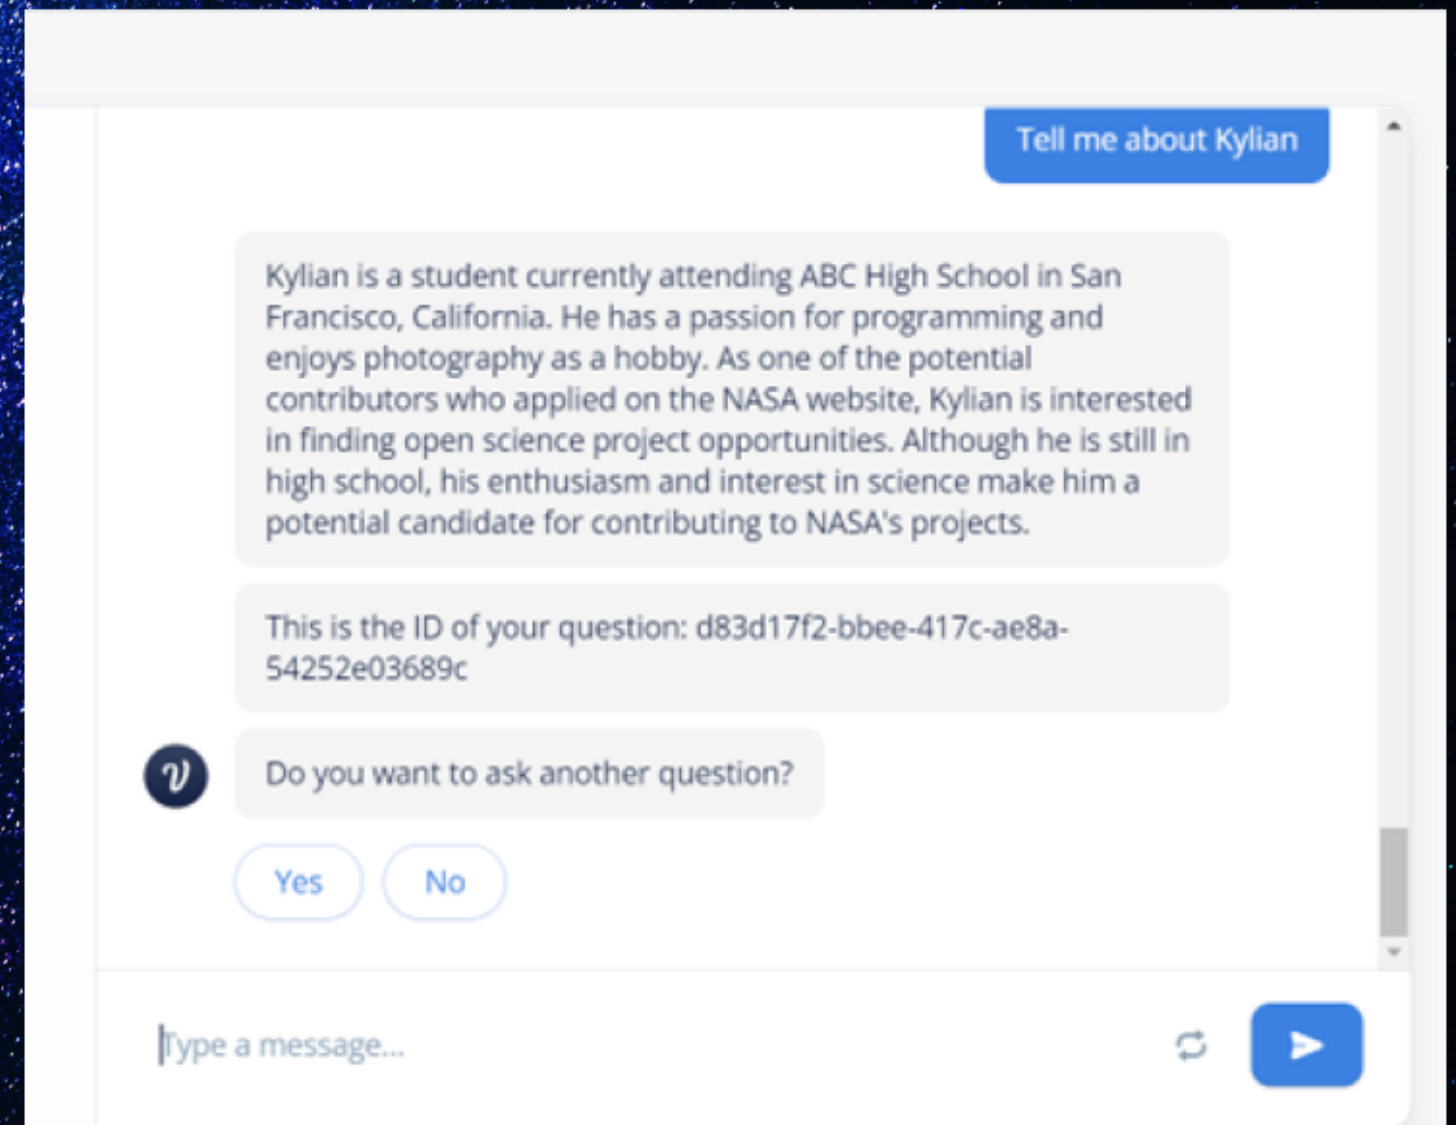 Tell me about Kylian
Kylian is a student currently attending ABC High School in San
Francisco, California. He has a passion for programming and
enjoys photography as a hobby. As one of the potential
contributors who applied on the NASA website, Kylian is interested
in finding open science project opportunities. Although he is still in
high school, his enthusiasm and interest in science make him a
potential candidate for contributing to NASA's projects.
This is the ID of your question: d83d17f2-bbee-417c-ae8a-
54252e03689c
V
Do you want to ask another question?
Yes No
Type a message...